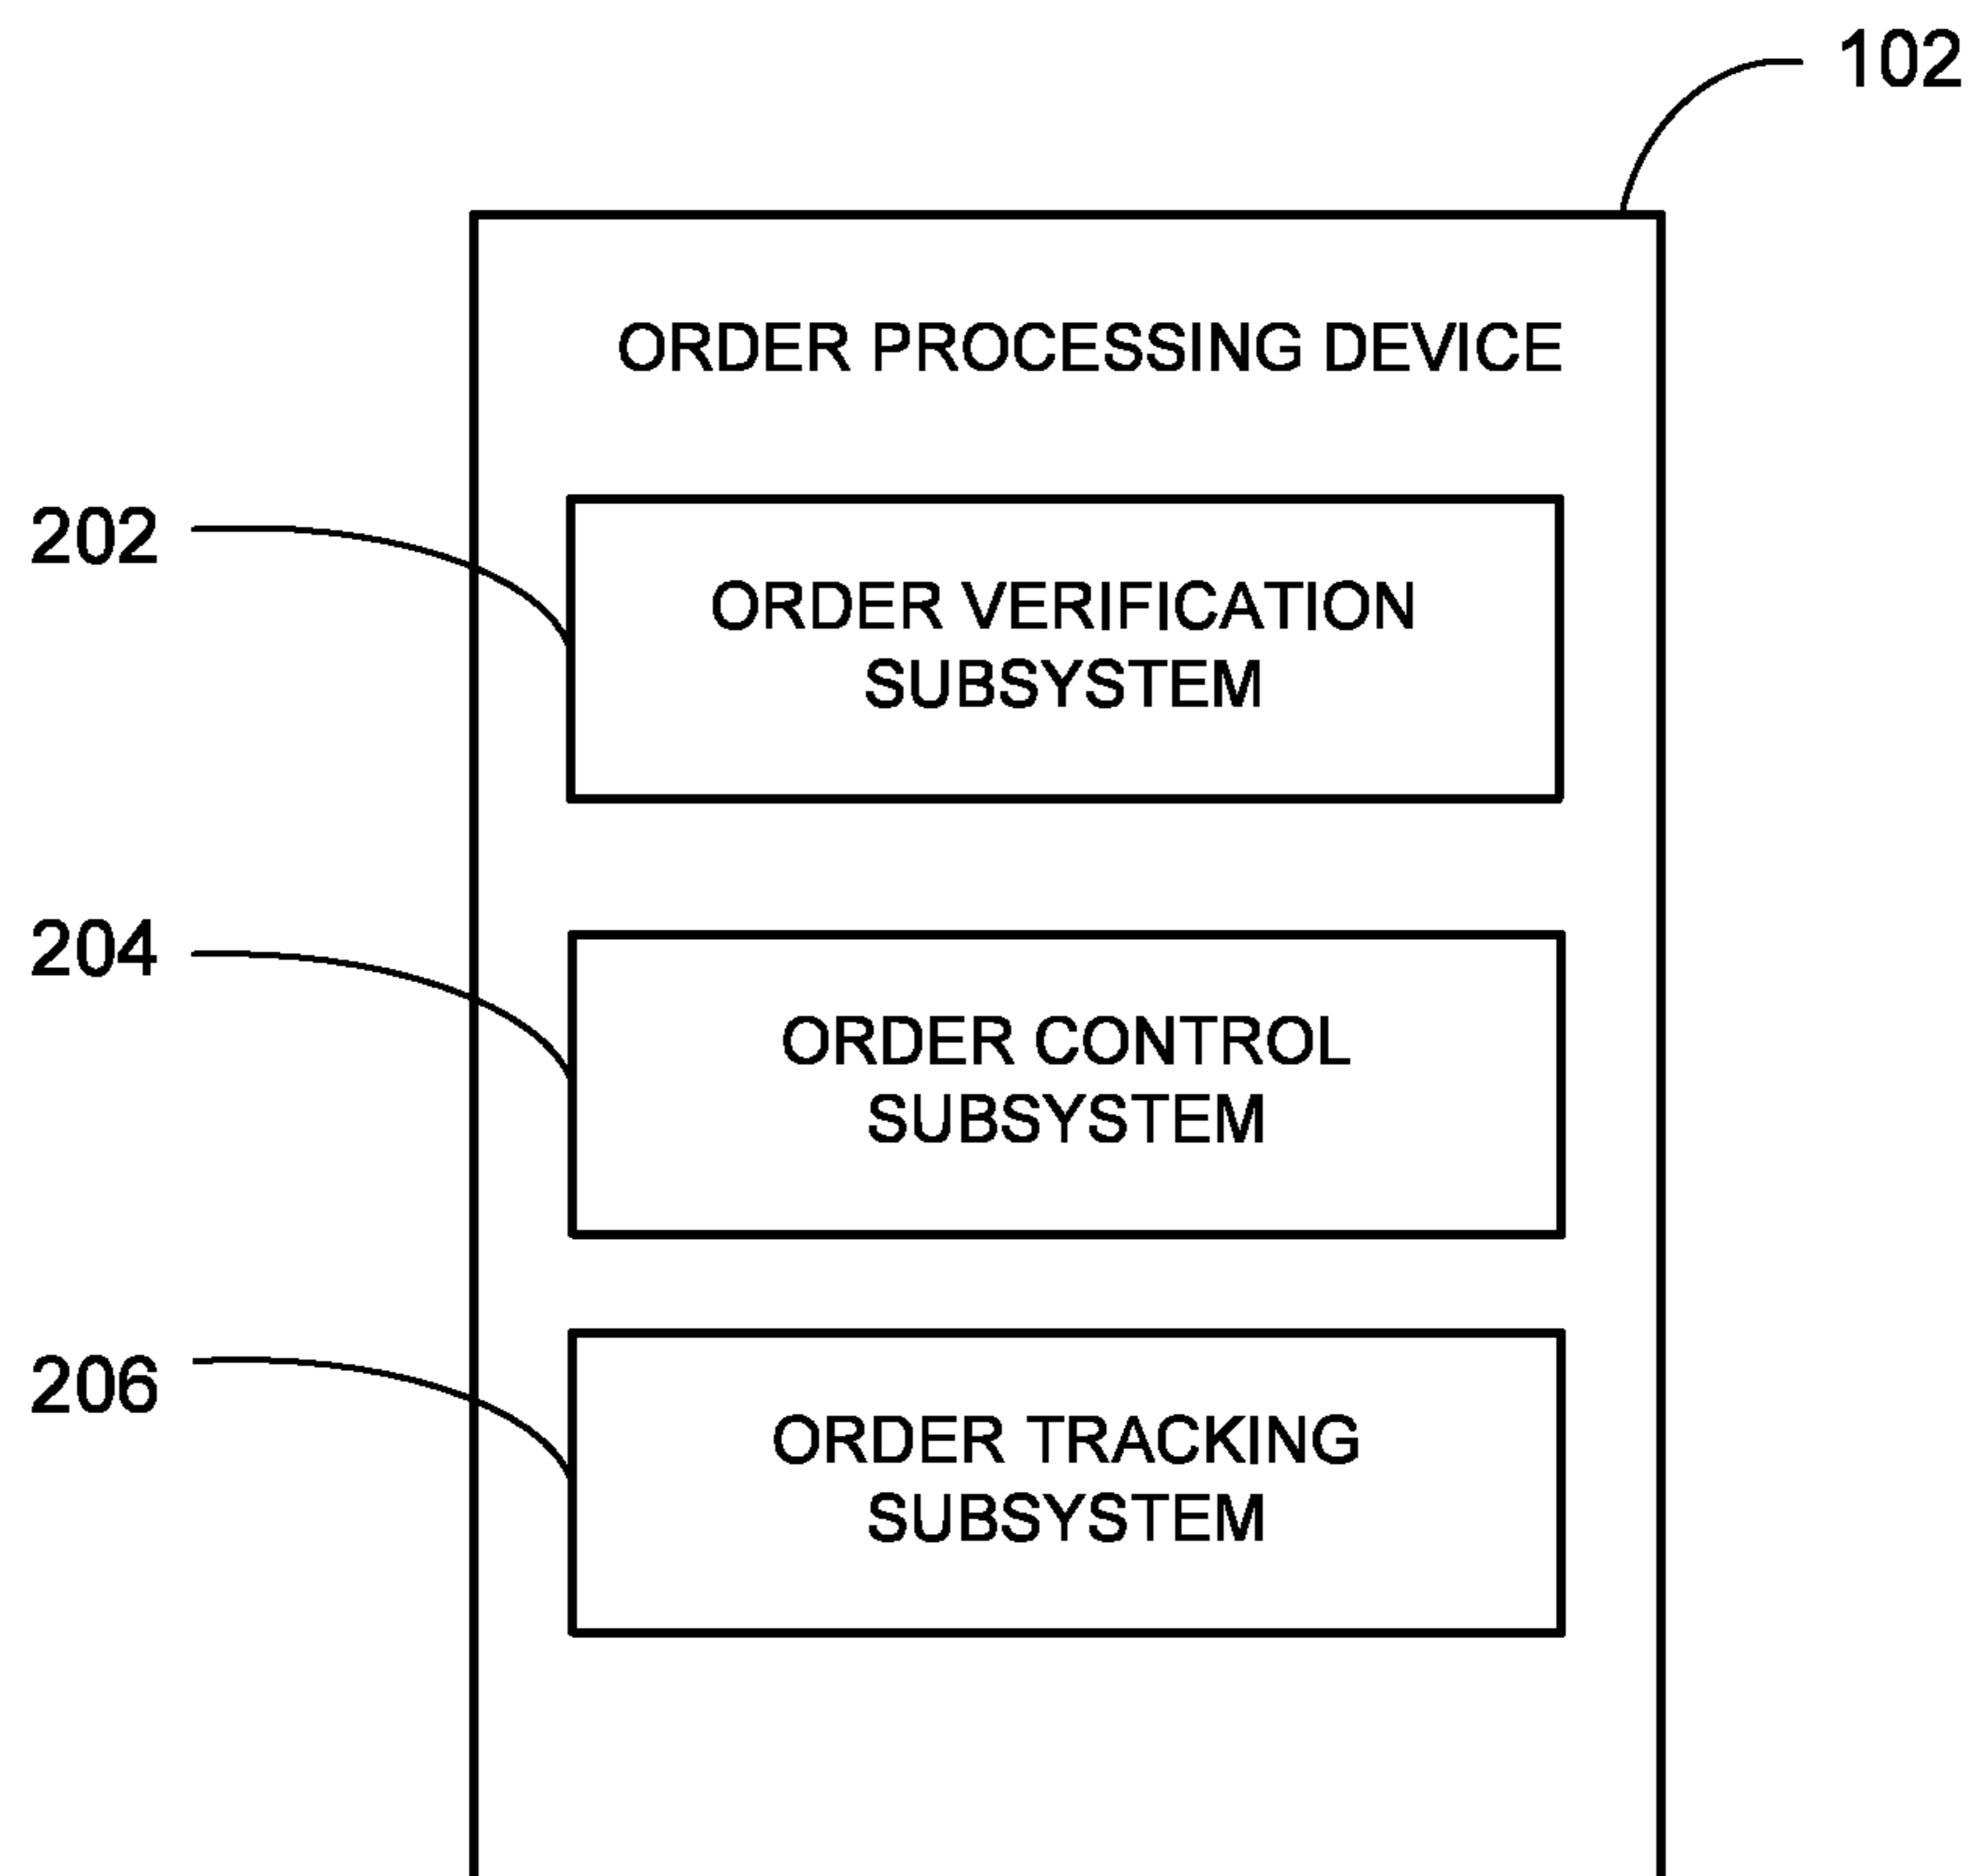 102
ORDER PROCESSING DEVICE
202
ORDER VERIFICATION
SUBSYSTEM
204
ORDER CONTROL
SUBSYSTEM
206
ORDER TRACKING
SUBSYSTEM